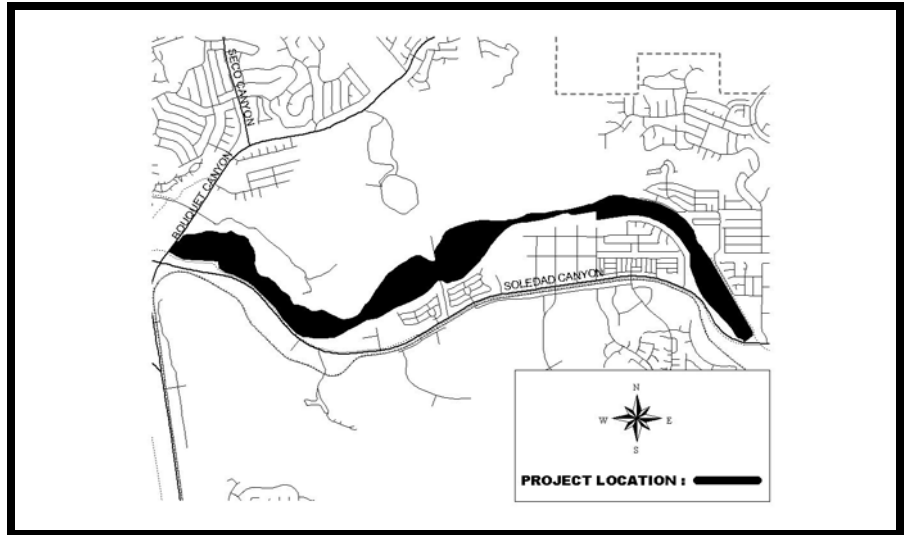 SECO CANYON
BOUQUET CANYON
SOLEDAD CANYON
N
W E
S
PROJECT LOCATION :